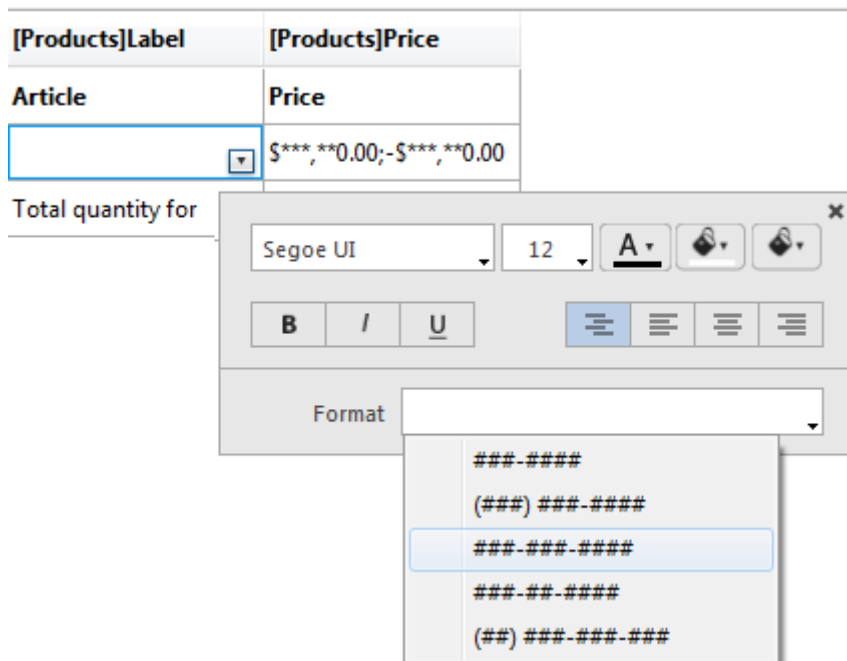 [Products]Label [Products]Price
Article Price
$***,**0.00;-$***,**0.00
Total quantity for
Segoe UI 12 A
B I U
Format
###-####
(###) ###-####
###-###-####
###-##-####
(##) ###-###-###